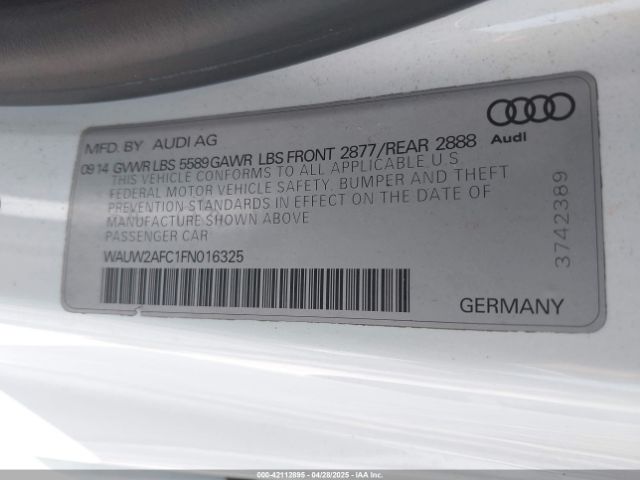 MFD. BY AUDI AG
Audi
09 14 GVWR LBS 5589 GAWR LBS FRONT 2877/REAR 2888
THIS VEHICLE CONFORMS TO ALL APPLICABLE U S
FEDERAL MOTOR VEHICLE SAFETY, BUMPER AND THEFT
PREVENTION STANDARDS IN EFFECT ON THE DATE OF
MANUFACTURE SHOWN ABOVE
PASSENGER CAR
WAUW2AFC1FN016325
3742389
GERMANY
000-42112895 - 04/28/2025 - IAAI.COM